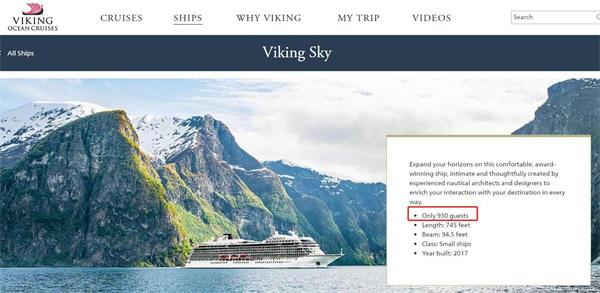 VIKING
OCEAN CRUISES
CRUISES
SHIPS
WHY VIKING
MY TRIP
VIDEOS
Search
All Ships
Viking Sky
Expand your horizons on this comfortable, award-
winning ship, intimate and thoughtfully created by
experienced nautical architects and designers to
enrich your interaction with your destination in every
way.
• Only 930 guests
• Length: 745 feet
• Beam: 94.5 feet
• Class: Small ships
• Year built: 2017